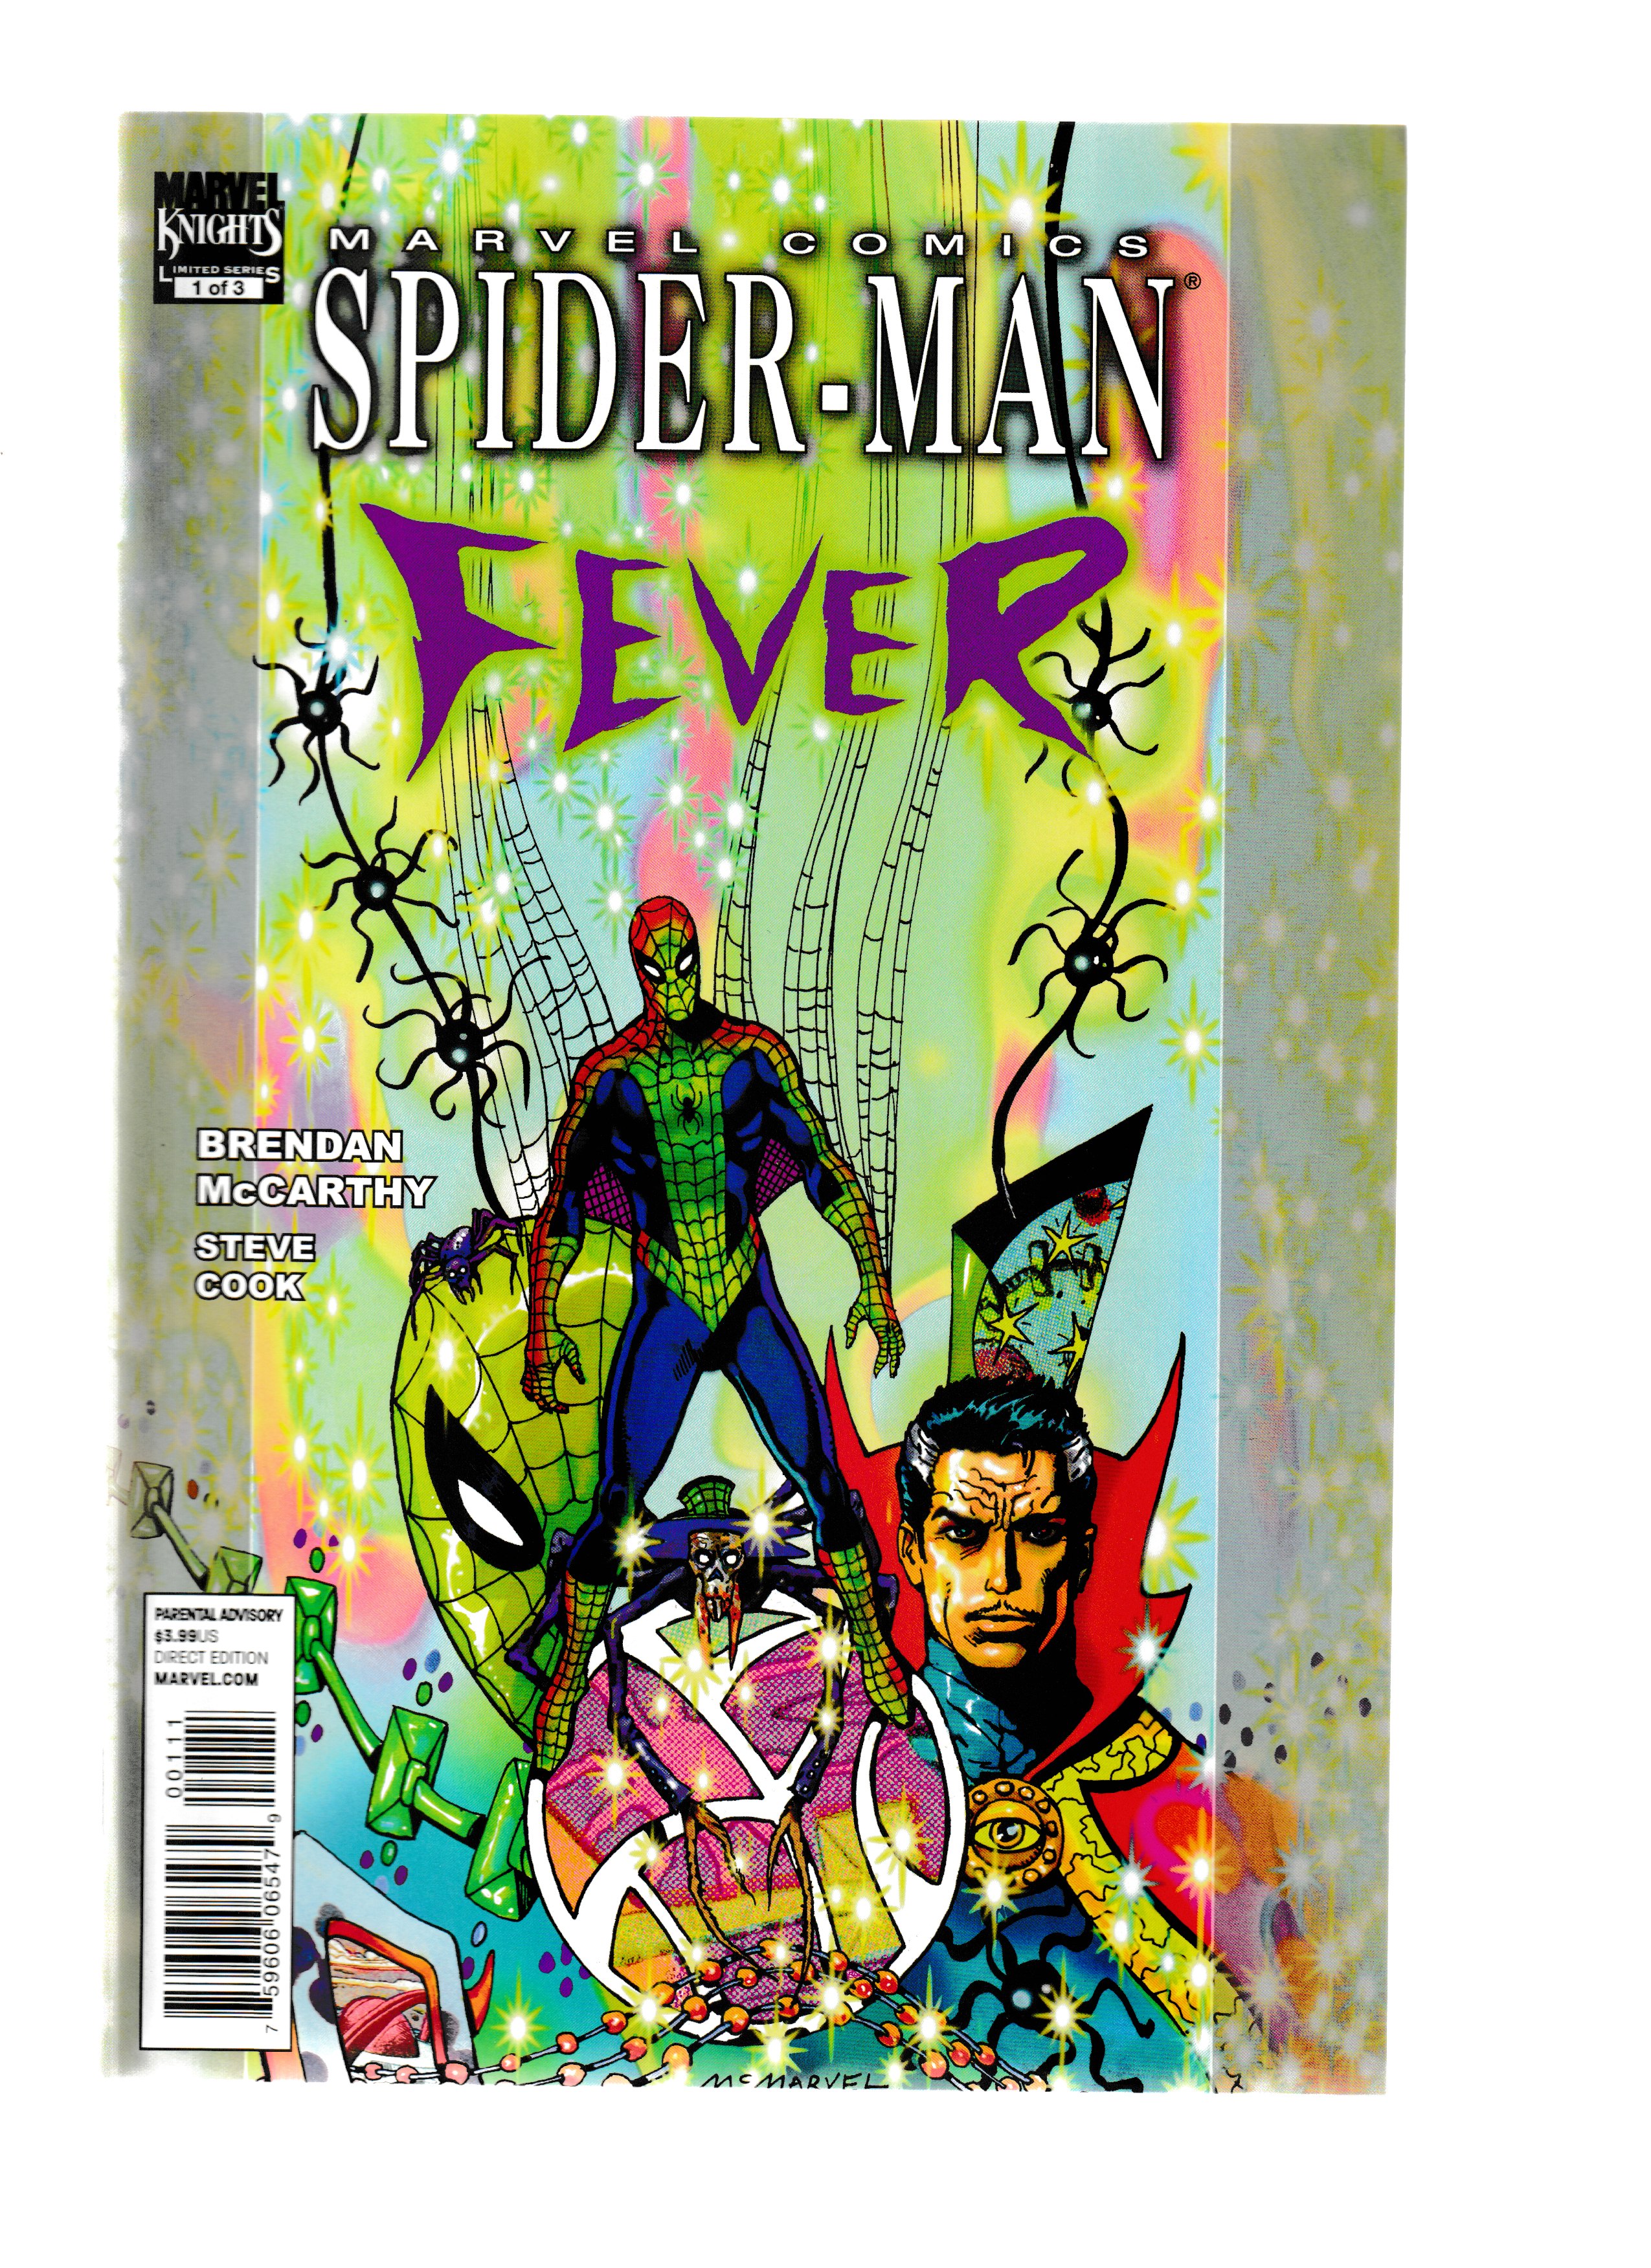 MARVEL
KNIGHTS
LIMITED SERIES
1 of 3
MARVEL COMICS
SPIDER-MAN®
FEVER
BRENDAN
McCARTHY
STEVE
COOK
PARENTAL ADVISORY
$3.99US
DIRECT EDITION
MARVEL.COM
00111
7 59606 06547 9
McMARVEL